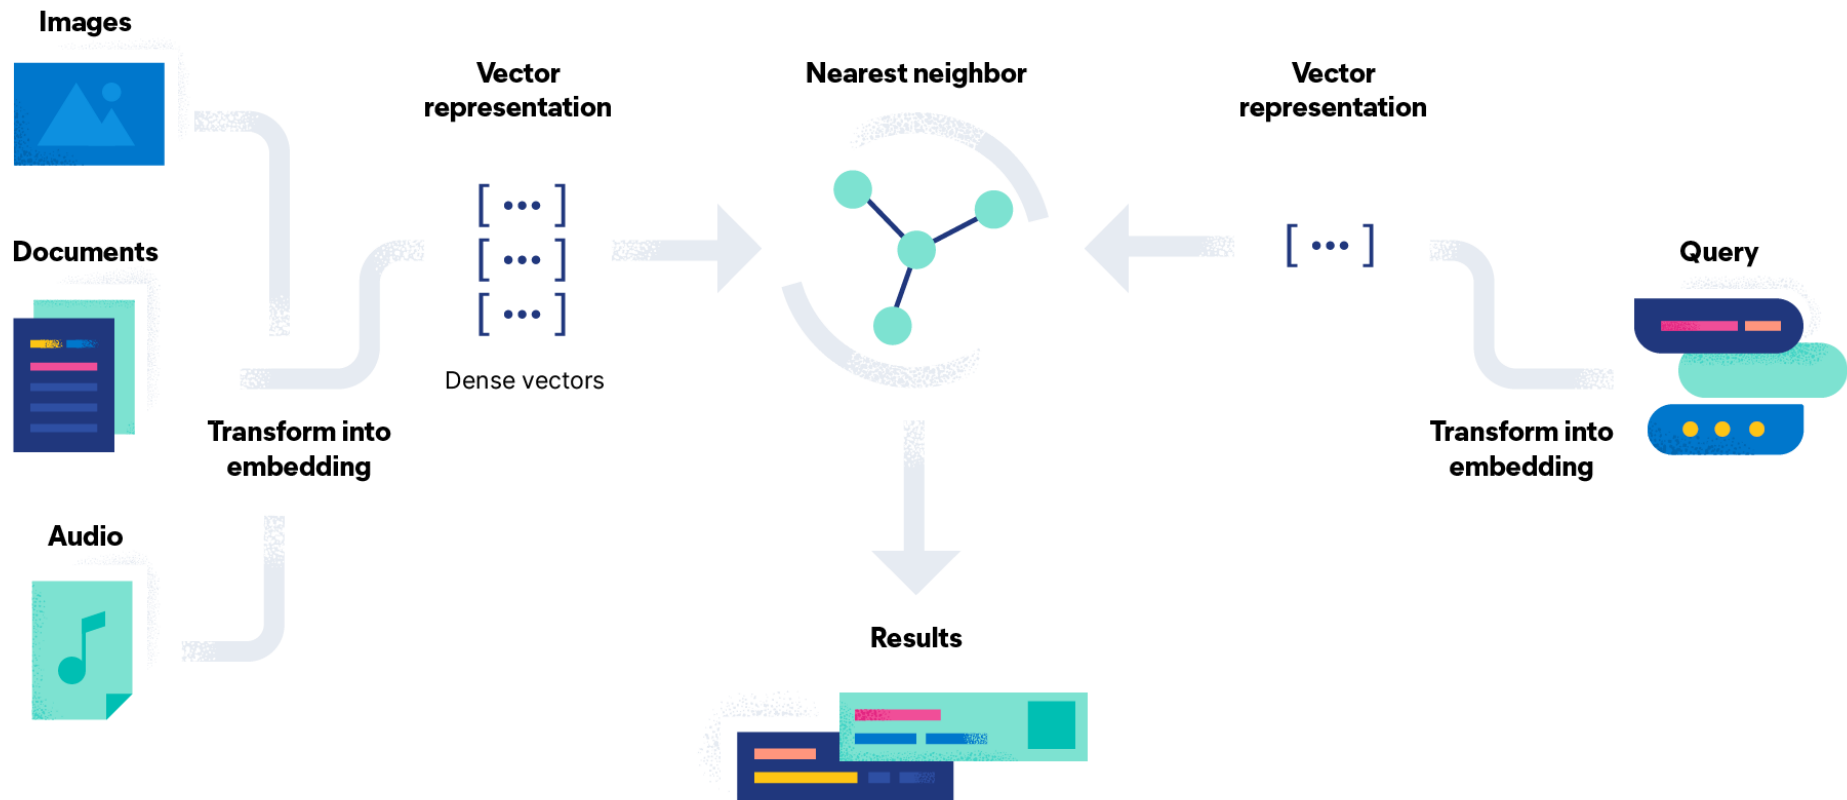 Images
Documents
Audio
Transform into
embedding
Vector
representation
[ ••• ]
[ ••• ]
[ ••• ]
Dense vectors
Nearest neighbor
Results
Vector
representation
[ ••• ]
Transform into
embedding
Query